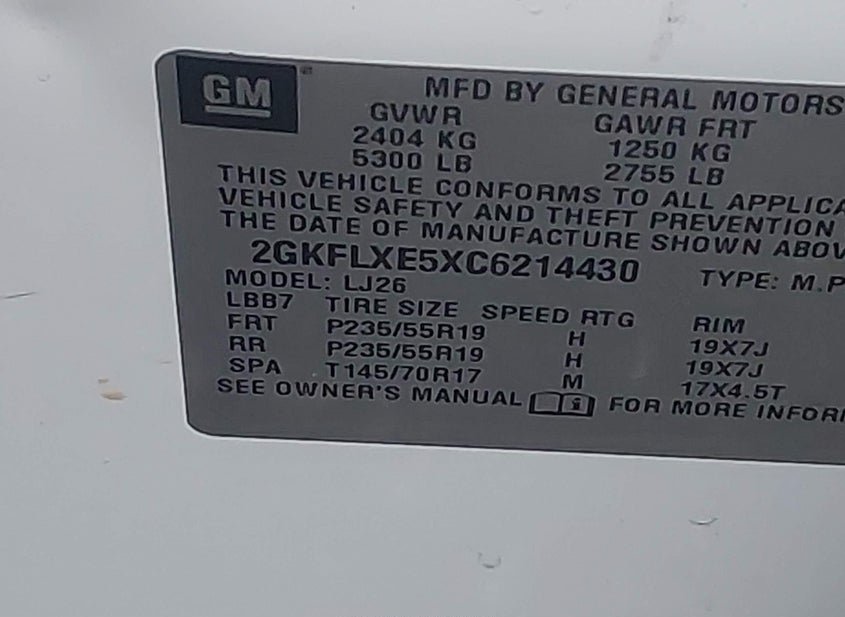 GM
MFD BY GENERAL MOTORS
GVWR GAWR FRT
2404 KG 1250 KG
5300 LB 2755 LB
THIS VEHICLE CONFORMS TO ALL APPLICA
VEHICLE SAFETY AND THEFT PREVENTION
THE DATE OF MANUFACTURE SHOWN ABOV
2GKFLXE5XC6214430 TYPE: M.P
MODEL: LJ26
LBB7 TIRE SIZE SPEED RTG RIM
FRT P235/55R19 H 19X7J
RR P235/55R19 H 19X7J
SPA T145/70R17 M 17X4.5T
SEE OWNER'S MANUAL FOR MORE INFOR